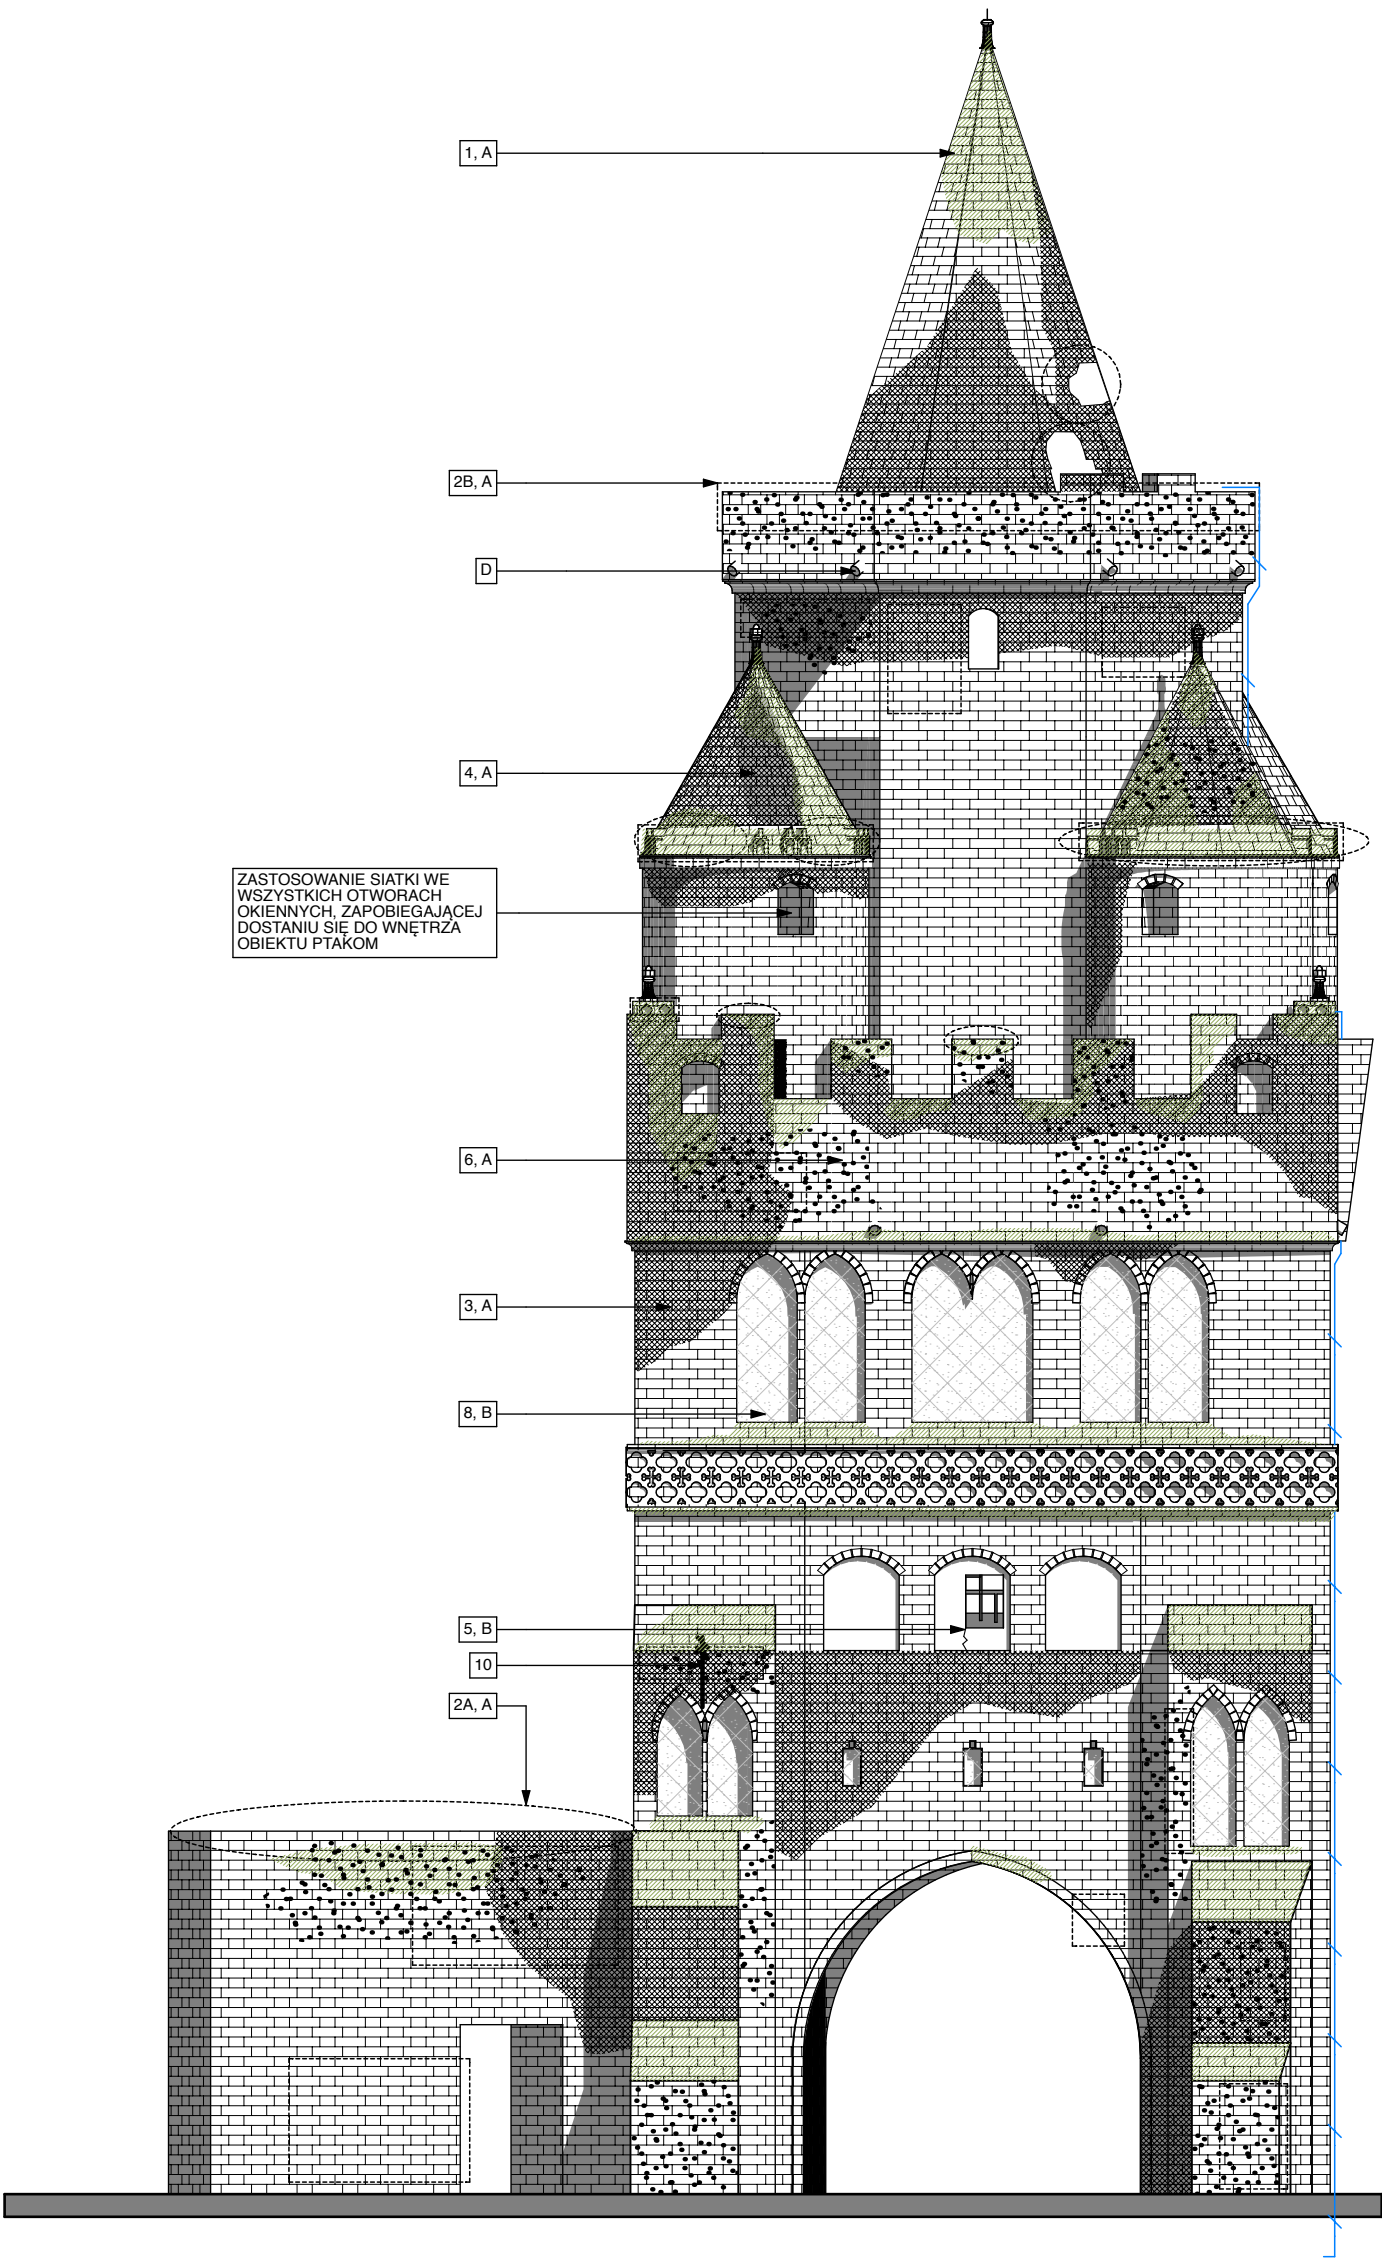 1, A
2B, A
D
4, A
ZASTOSOWANIE SIATKI WE
WSZYSTKICH OTWORACH
OKIENNYCH, ZAPOBIEGAJĄCEJ
DOSTANIU SIĘ DO WNĘTRZA
OBIEKTU PTAKOM
6, A
3, A
8, B
5, B
10
2A, A